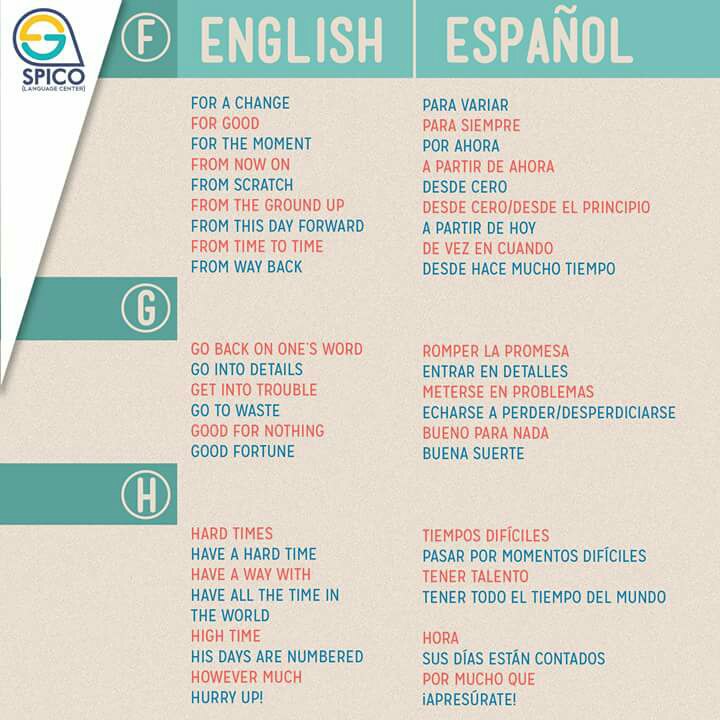 SPICO
(LANGUAGE CENTER)
F ENGLISH ESPAÑOL
FOR A CHANGE PARA VARIAR
FOR GOOD PARA SIEMPRE
FOR THE MOMENT POR AHORA
FROM NOW ON A PARTIR DE AHORA
FROM SCRATCH DESDE CERO
FROM THE GROUND UP DESDE CERO/DESDE EL PRINCIPIO
FROM THIS DAY FORWARD A PARTIR DE HOY
FROM TIME TO TIME DE VEZ EN CUANDO
FROM WAY BACK DESDE HACE MUCHO TIEMPO
G
GO BACK ON ONE'S WORD ROMPER LA PROMESA
GO INTO DETAILS ENTRAR EN DETALLES
GET INTO TROUBLE METERSE EN PROBLEMAS
GO TO WASTE ECHARSE A PERDER/DESPERDICIARSE
GOOD FOR NOTHING BUENO PARA NADA
GOOD FORTUNE BUENA SUERTE
H
HARD TIMES TIEMPOS DIFÍCILES
HAVE A HARD TIME PASAR POR MOMENTOS DIFÍCILES
HAVE A WAY WITH TENER TALENTO
HAVE ALL THE TIME IN TENER TODO EL TIEMPO DEL MUNDO
THE WORLD
HIGH TIME HORA
HIS DAYS ARE NUMBERED SUS DÍAS ESTÁN CONTADOS
HOWEVER MUCH POR MUCHO QUE
HURRY UP! ¡APRESÚRATE!